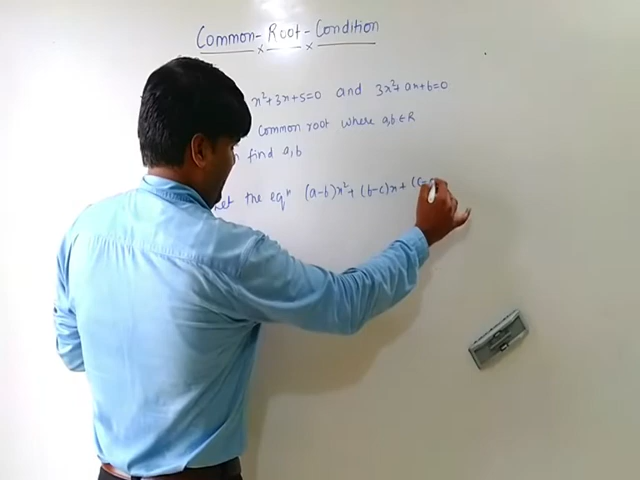 Common - Root - Condition
x²+3x+5=0 and 3x²+ax+b=0
common root where a,b ∈ R
find a,b
the eqⁿ (a-b)x²+(b-c)x+(c-